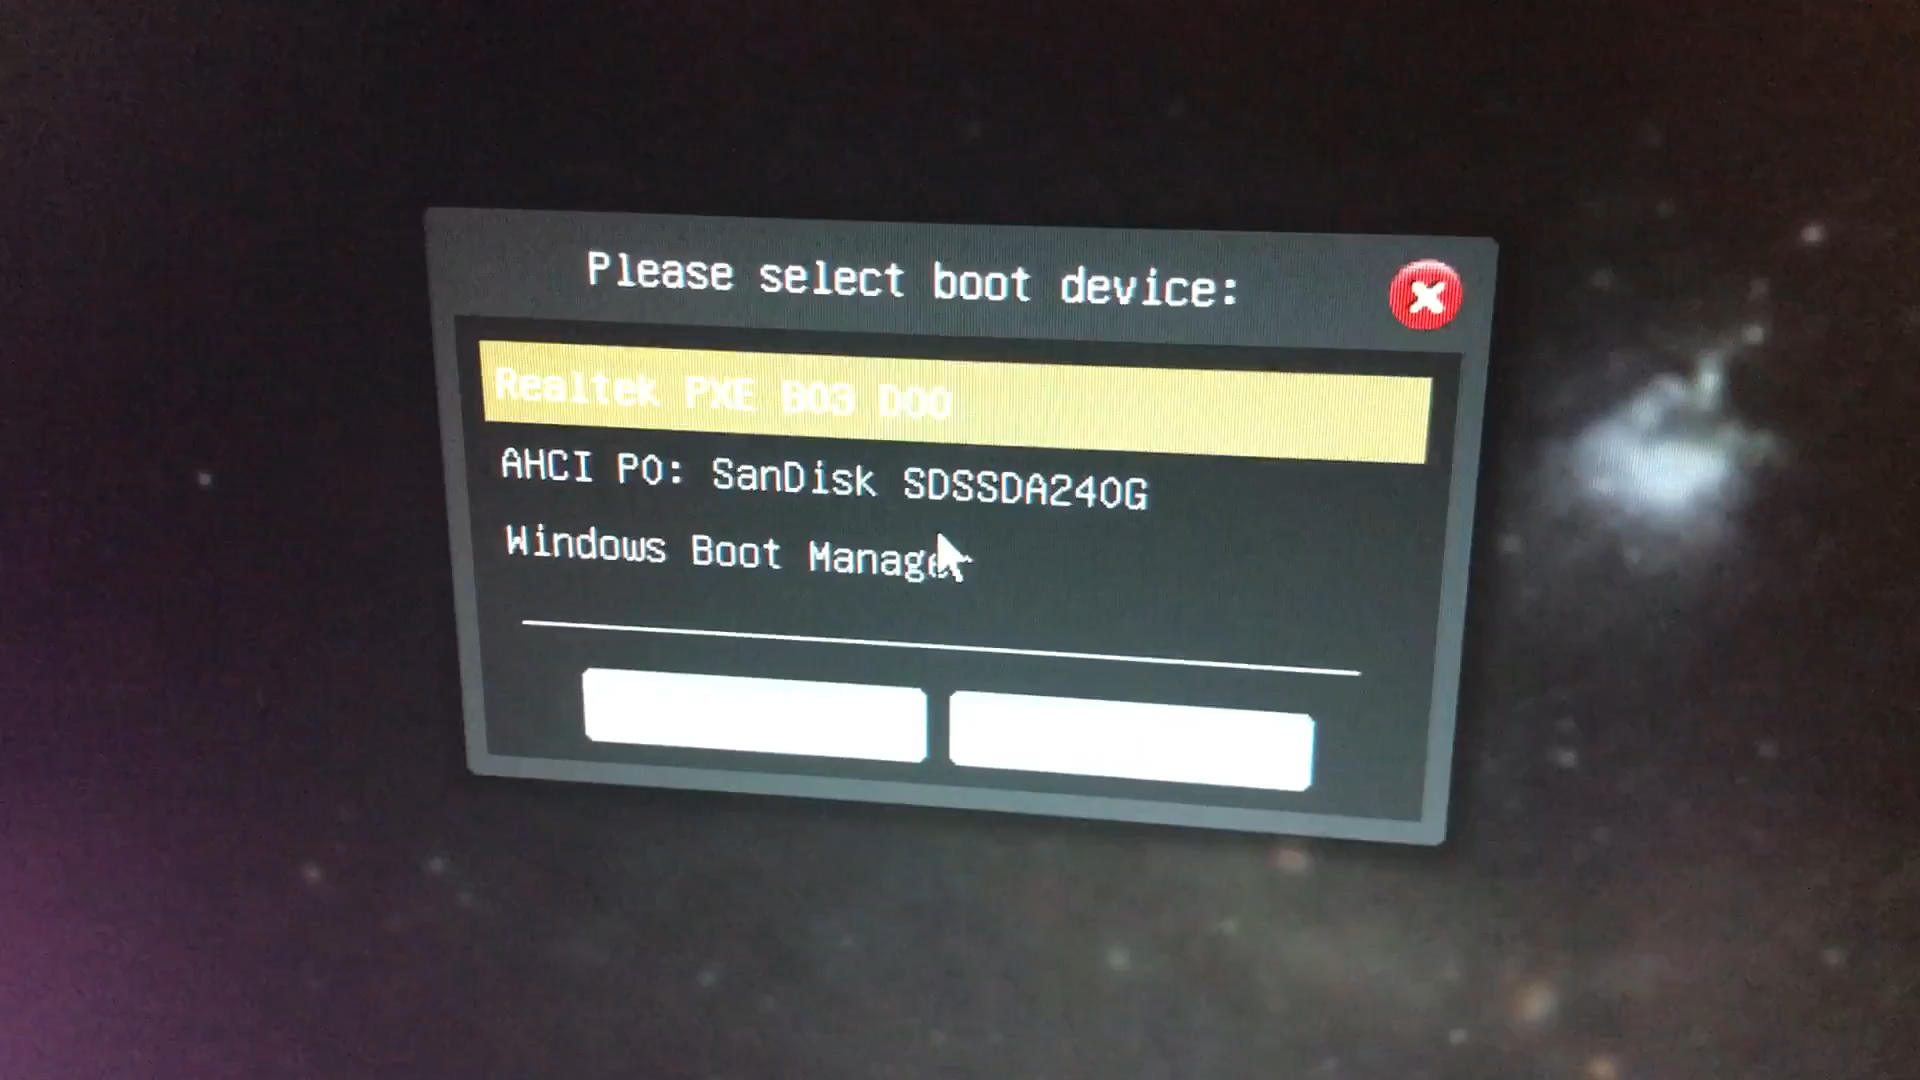 Please select boot device:
Realtek PXE B03 D00
AHCI P0: SanDisk SDSSDA240G
Windows Boot Manager